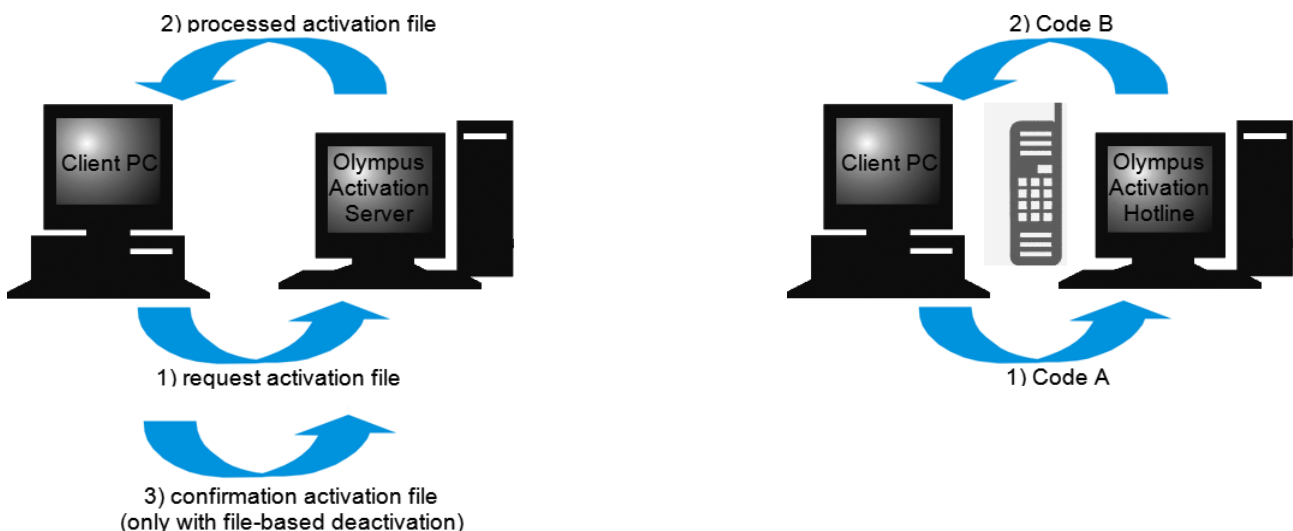 2) processed activation file
Client PC
Olympus
Activation
Server
1) request activation file
3) confirmation activation file
(only with file-based deactivation)
2) Code B
Client PC
Olympus
Activation
Hotline
1) Code A